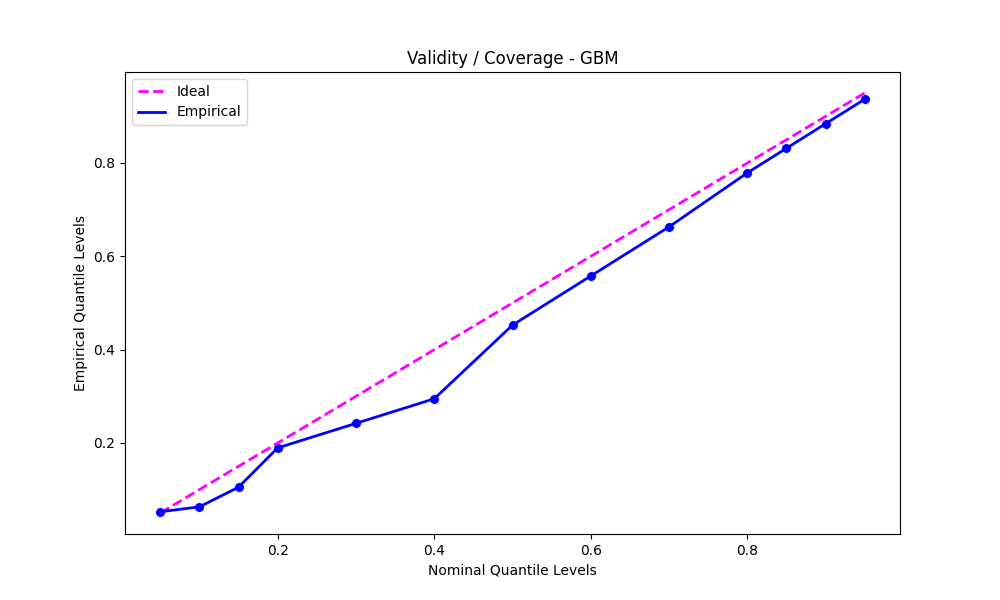 Validity / Coverage - GBM
Ideal
Empirical
0.8
0.6
0.4
0.2
Empirical Quantile Levels
0.2
0.4
0.6
0.8
Nominal Quantile Levels